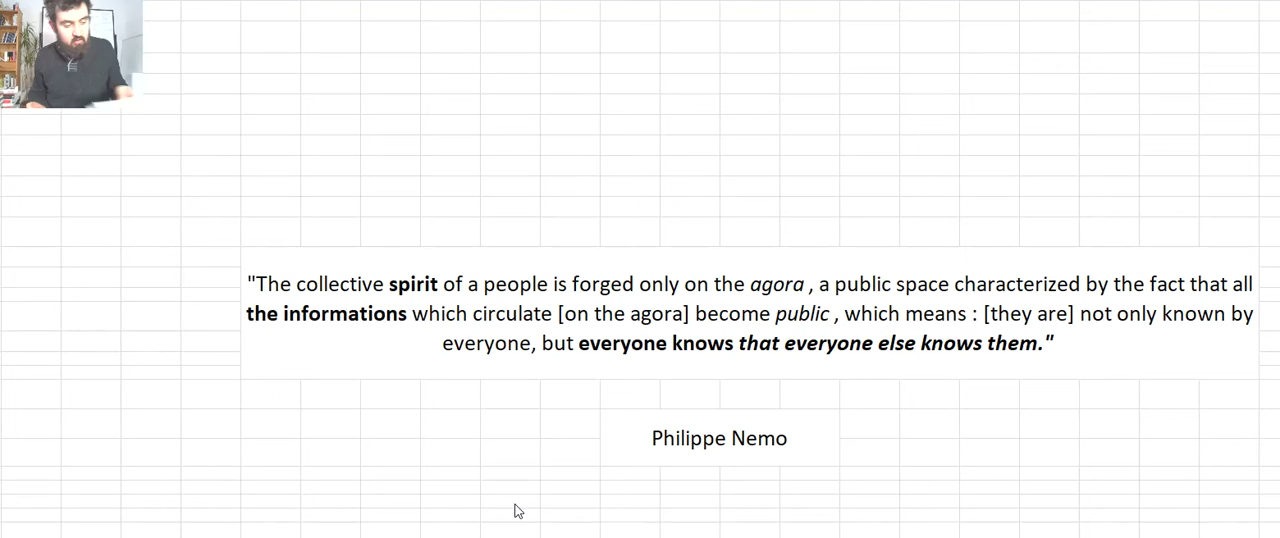 "The collective spirit of a people is forged only on the agora , a public space characterized by the fact that all
the informations which circulate [on the agora] become public , which means : [they are] not only known by
everyone, but everyone knows that everyone else knows them."
Philippe Nemo